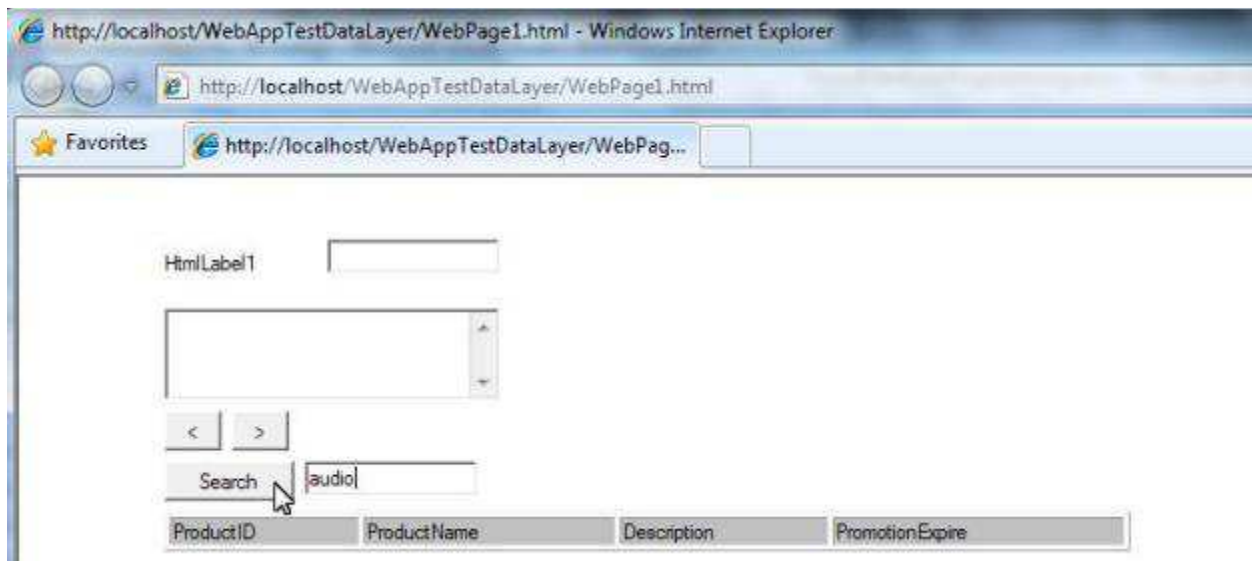 http://localhost/WebAppTestDataLayer/WebPage1.html - Windows Internet Explorer
http://localhost/WebAppTestDataLayer/WebPage1.html
Favorites http://localhost/WebAppTestDataLayer/WebPag...
HtmlLabel1
< >
Search audio
ProductID ProductName Description PromotionExpire